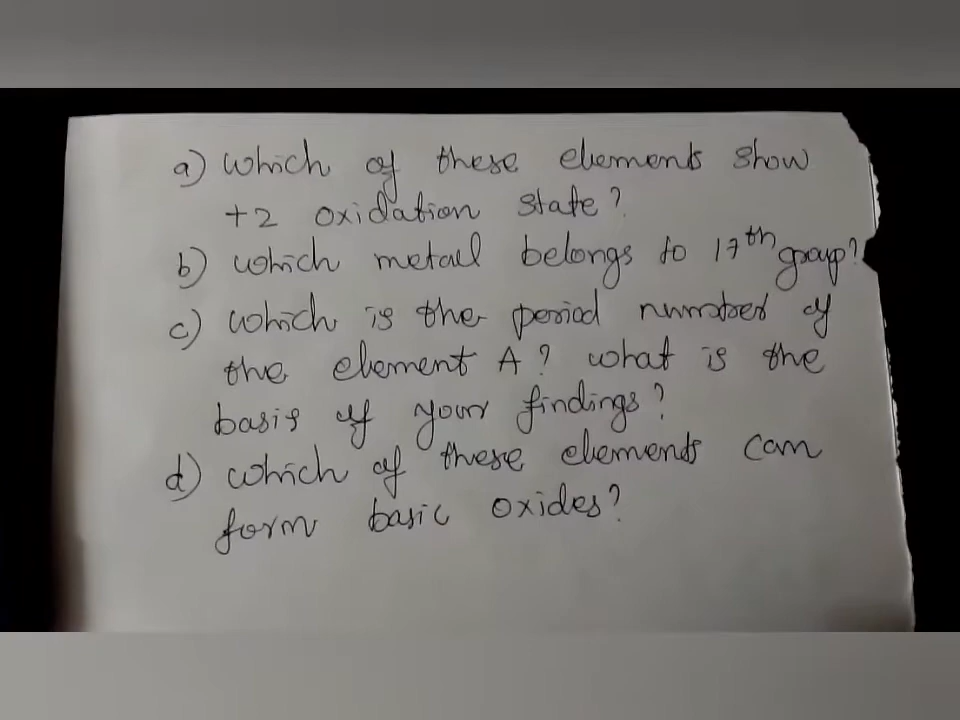 a) which of these elements show
+2 oxidation state?
b) which metall belongs to 17th group?
c) which is the period number of
the element A? what is the
basis of your findings?
d) which of these elements can
form basic oxides?